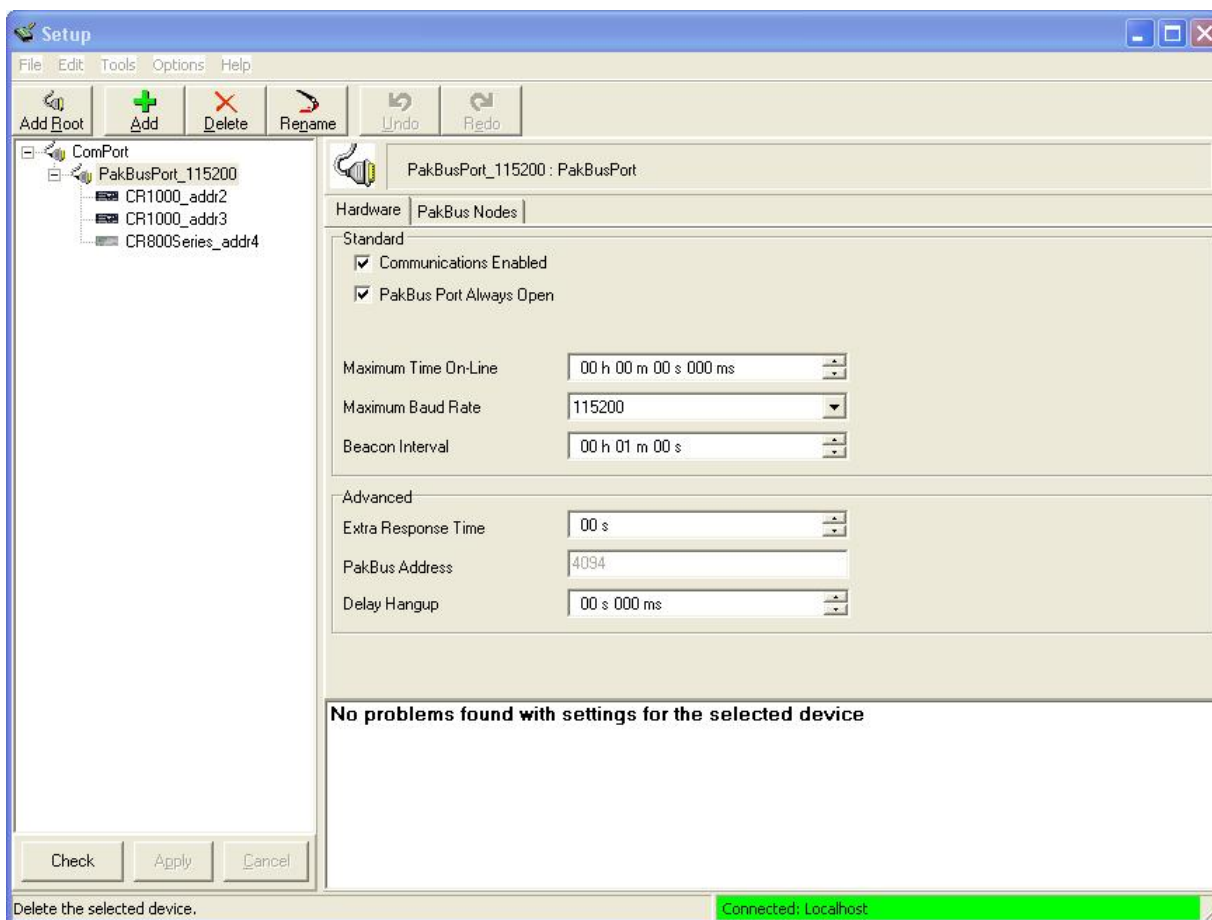 Setup
File Edit Tools Options Help
Add Root Add Delete Rename Undo Redo
ComPort
PakBusPort_115200
CR1000_addr2
CR1000_addr3
CR800Series_addr4
PakBusPort_115200 : PakBusPort
Hardware PakBus Nodes
Standard
Communications Enabled
PakBus Port Always Open
Maximum Time On-Line 00 h 00 m 00 s 000 ms
Maximum Baud Rate 115200
Beacon Interval 00 h 01 m 00 s
Advanced
Extra Response Time 00 s
PakBus Address 4094
Delay Hangup 00 s 000 ms
No problems found with settings for the selected device
Check Apply Cancel
Delete the selected device. Connected: Localhost